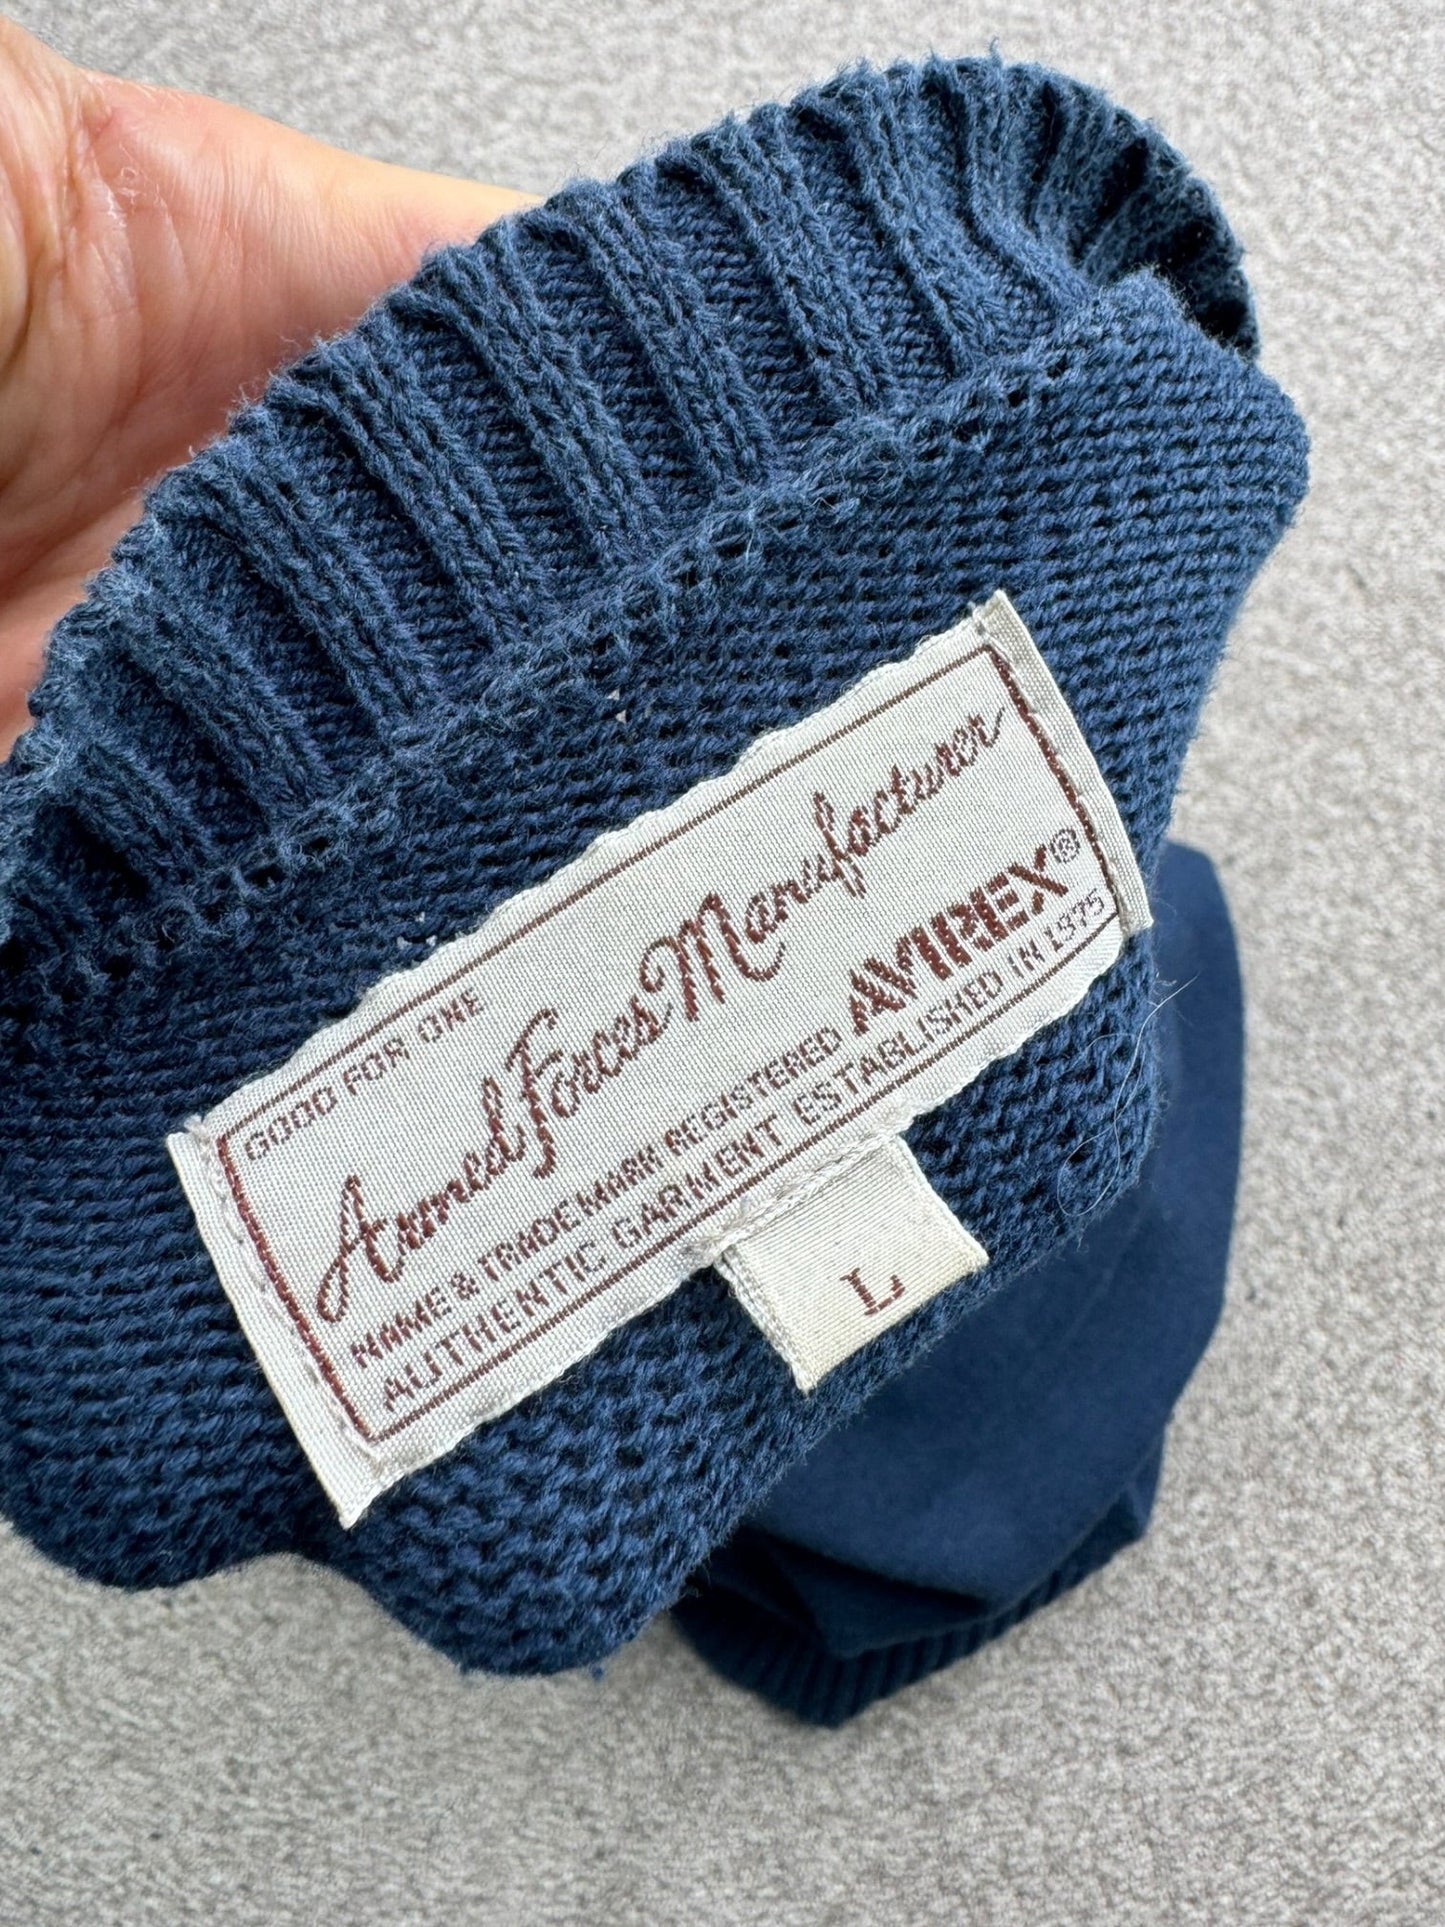 GOOD FOR ONE
Armed Forces Manufacturer
NAME & TRADEMARK REGISTERED AVIREX®
AUTHENTIC GARMENT ESTABLISHED IN 1975
L